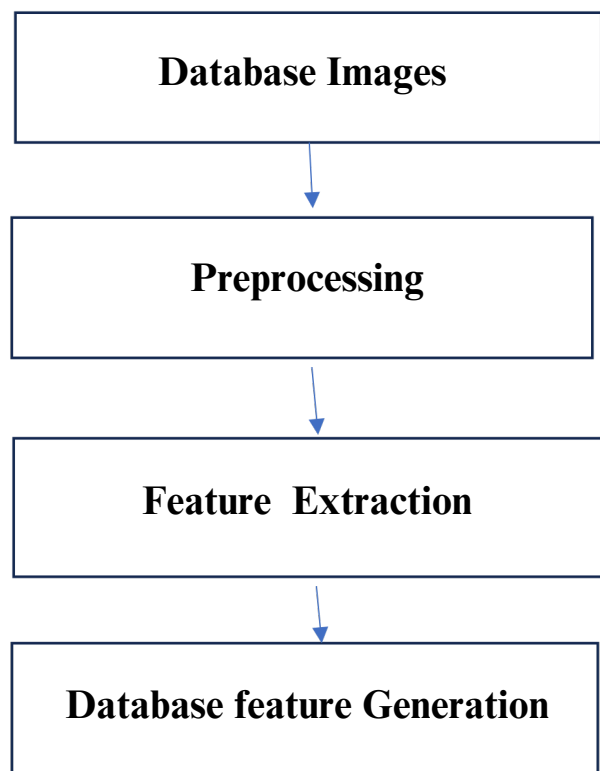 Database Images
Preprocessing
Feature Extraction
Database feature Generation